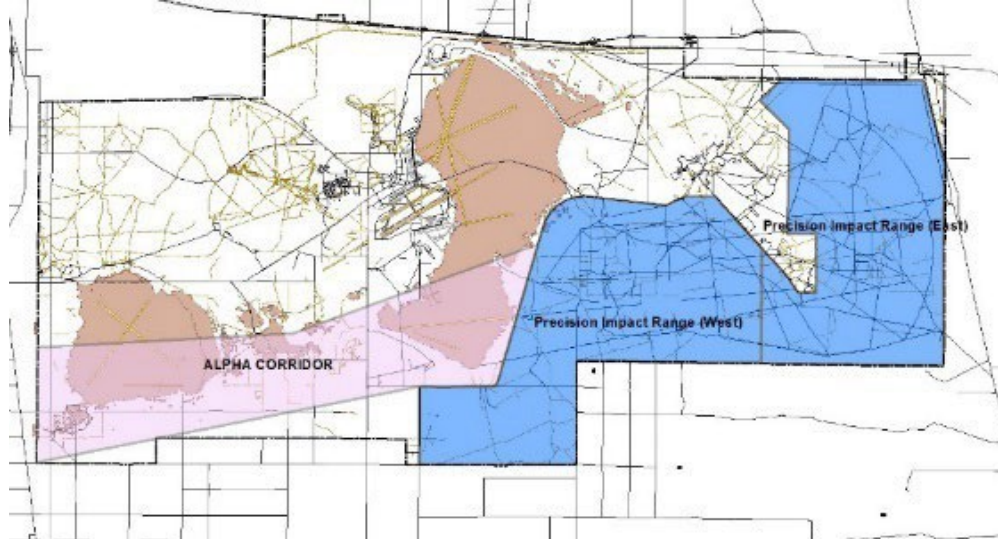 Precision Impact Range (East)
Precision Impact Range (West)
ALPHA CORRIDOR